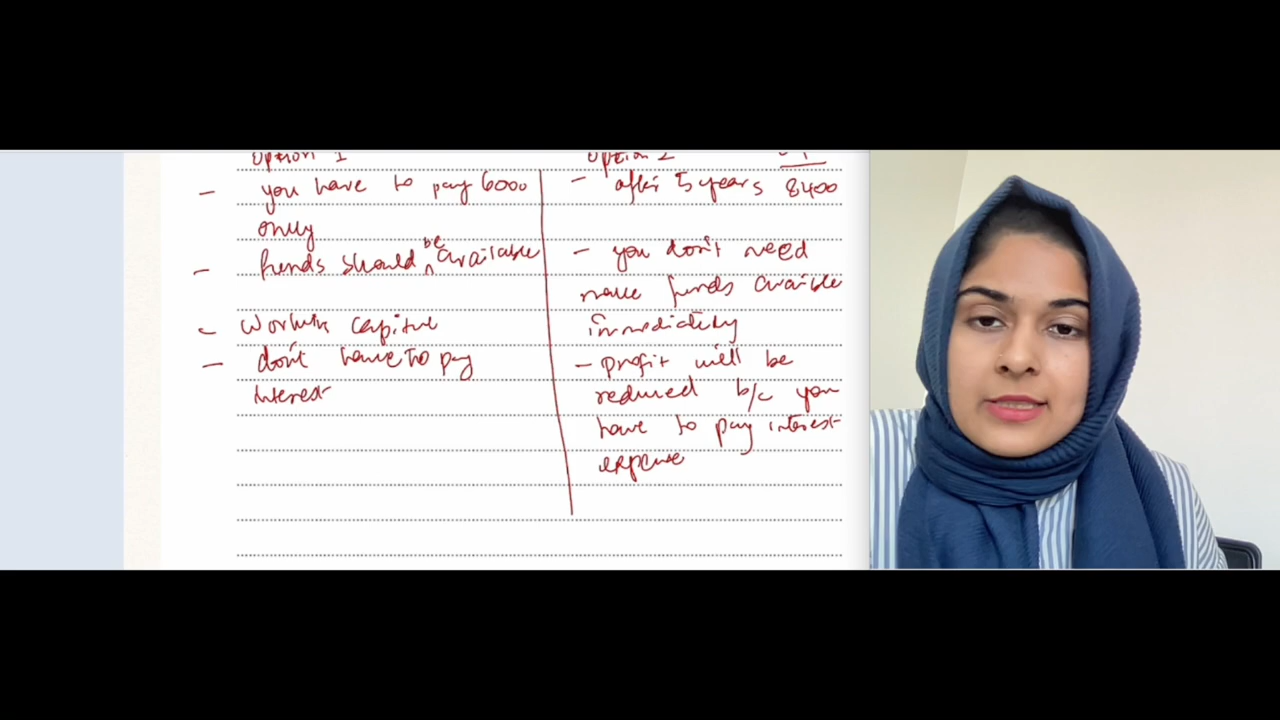 Option 1
- you have to pay 6000
only
- funds should be available
- working capital
- don't have to pay
interest
Option 2
- after 5 years 8400
- you don't need
make funds available
immediately
- profit will be
reduced b/c you
have to pay interest
expense